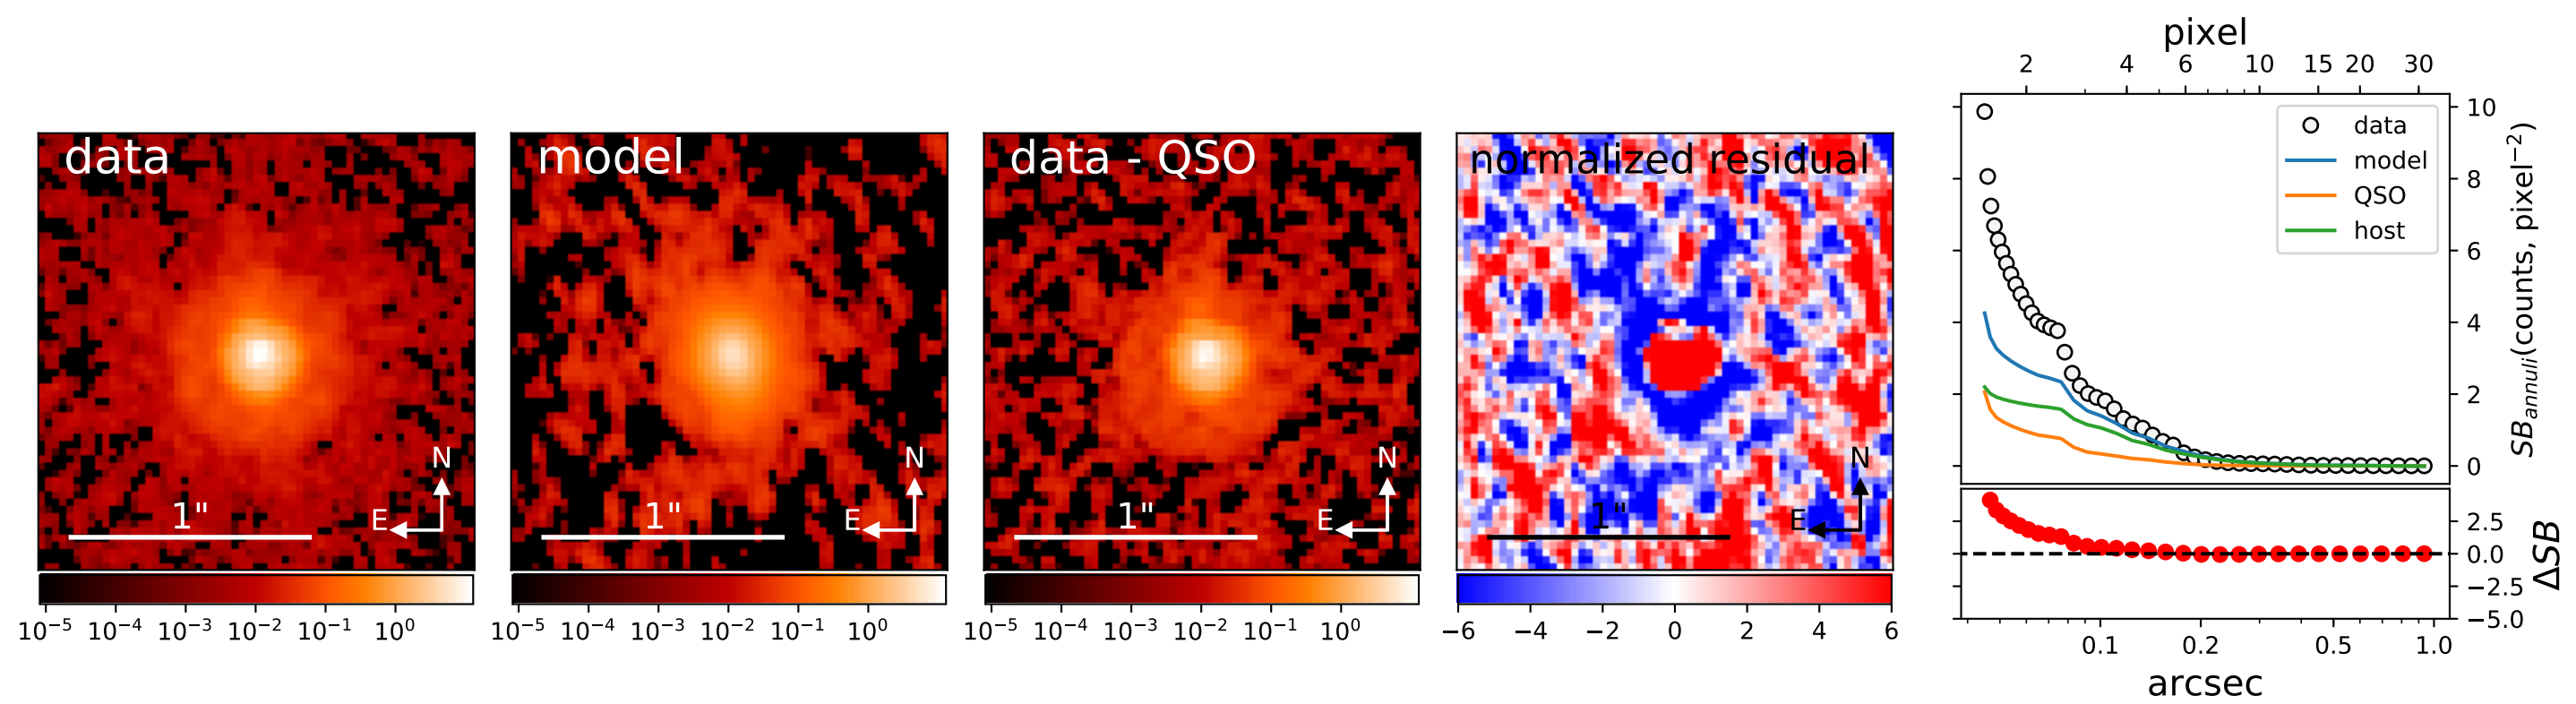 data
N
E
1"
10⁻⁵ 10⁻⁴ 10⁻³ 10⁻² 10⁻¹ 10⁰
model
N
E
1"
10⁻⁵ 10⁻⁴ 10⁻³ 10⁻² 10⁻¹ 10⁰
data - QSO
N
E
1"
10⁻⁵ 10⁻⁴ 10⁻³ 10⁻² 10⁻¹ 10⁰
normalized residual
N
E
1"
−6 −4 −2 0 2 4 6
pixel
2 4 6 10 15 20 30
data
model
QSO
host
10
8
6
4
2
0
SB_annuli(counts, pixel⁻²)
2.5
0.0
−2.5
−5.0
ΔSB
0.1 0.2 0.5 1.0
arcsec